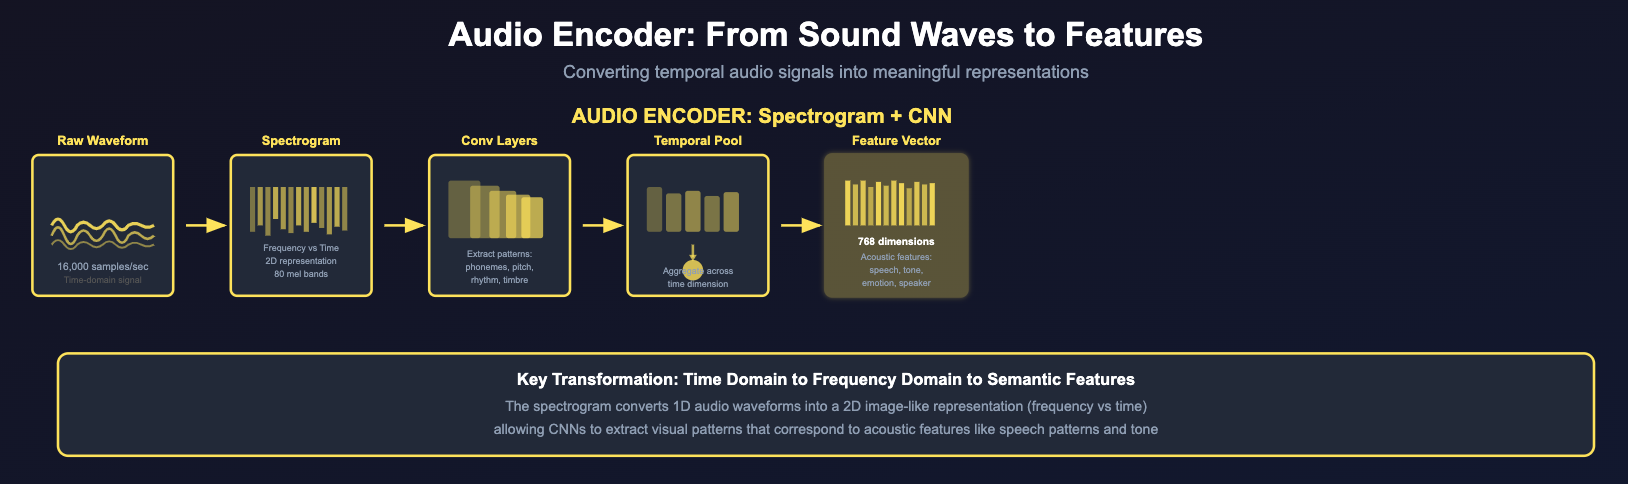 Audio Encoder: From Sound Waves to Features
Converting temporal audio signals into meaningful representations
AUDIO ENCODER: Spectrogram + CNN
Raw Waveform
16,000 samples/sec
Time-domain signal
Spectrogram
Frequency vs Time
2D representation
80 mel bands
Conv Layers
Extract patterns:
phonemes, pitch,
rhythm, timbre
Temporal Pool
Aggregate across
time dimension
Feature Vector
768 dimensions
Acoustic features:
speech, tone,
emotion, speaker
Key Transformation: Time Domain to Frequency Domain to Semantic Features
The spectrogram converts 1D audio waveforms into a 2D image-like representation (frequency vs time)
allowing CNNs to extract visual patterns that correspond to acoustic features like speech patterns and tone